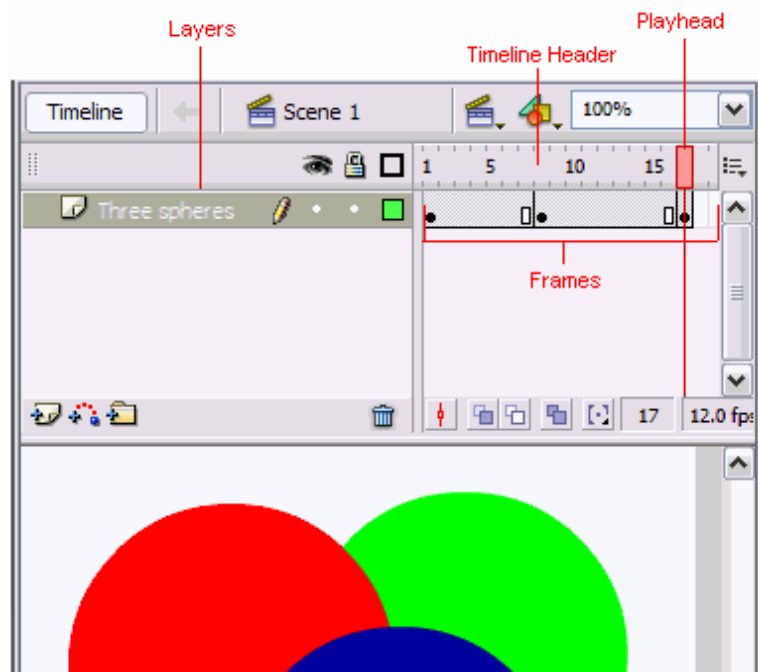 Playhead
Layers
Timeline Header
Timeline Scene 1 100%
1 5 10 15
Three spheres
Frames
17 12.0 fps